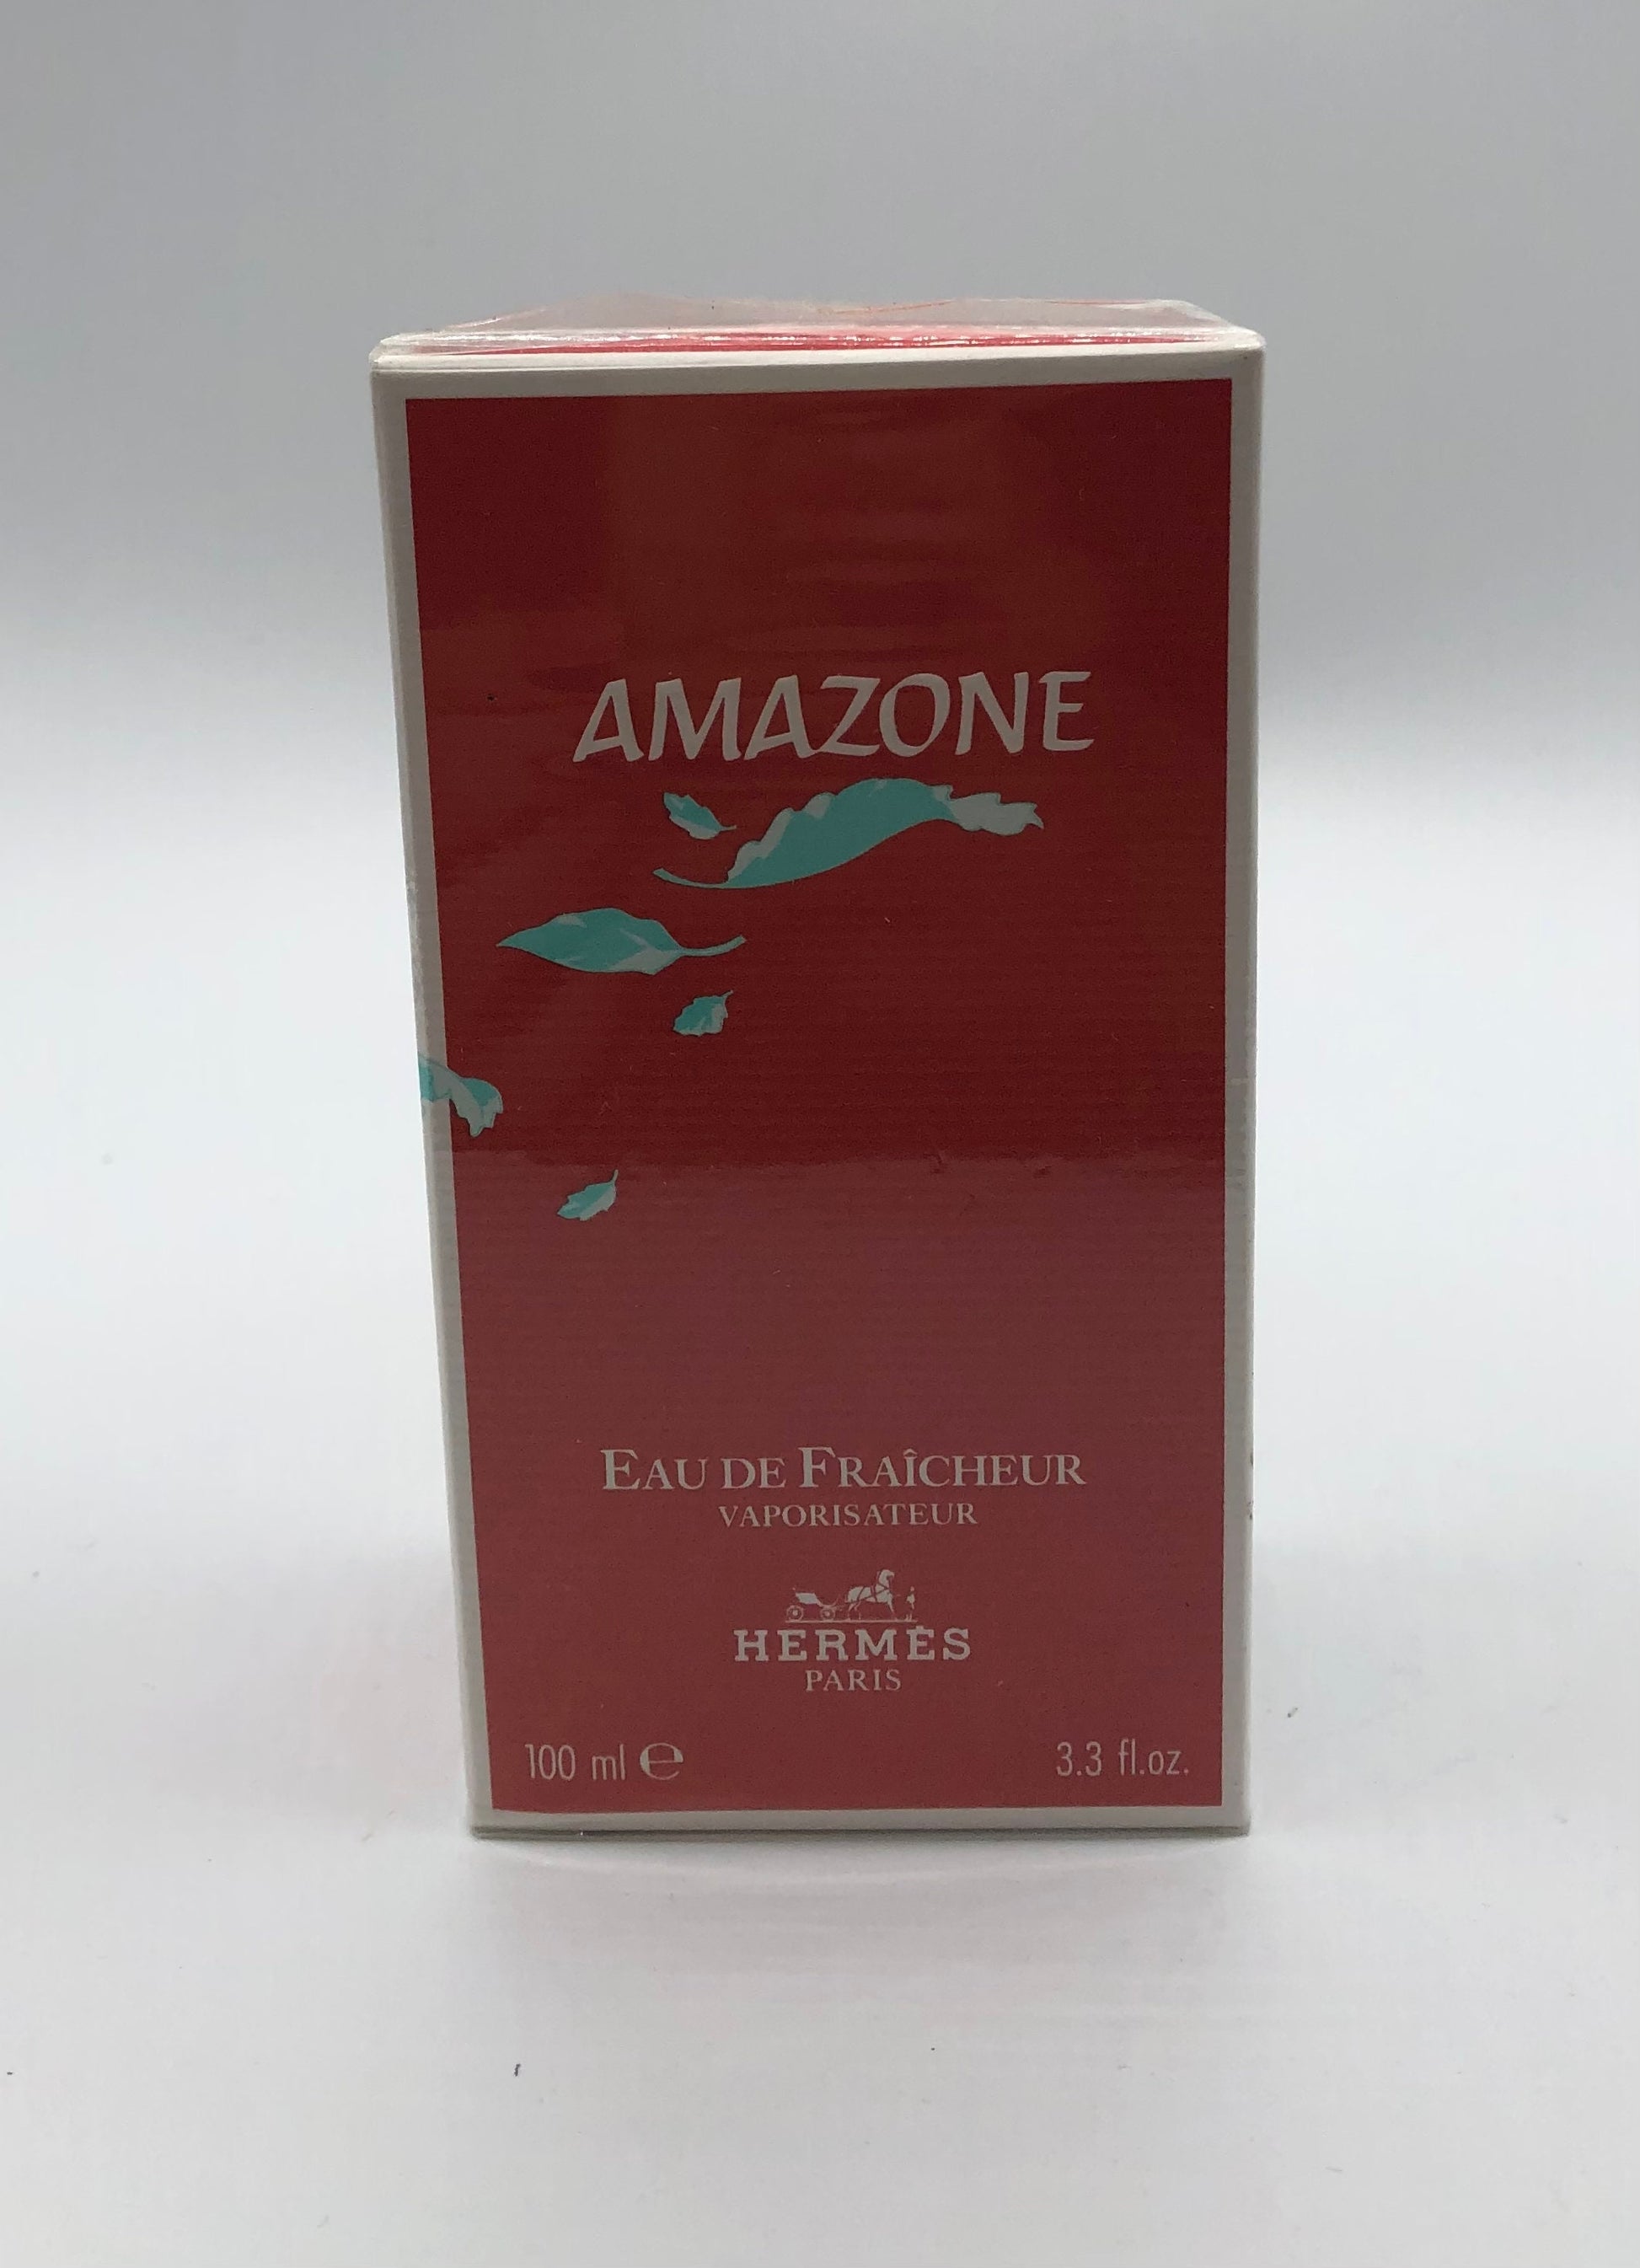 AMAZONE
EAU DE FRAÎCHEUR
VAPORISATEUR
HERMÈS
PARIS
100 ml ℮
3.3 fl.oz.